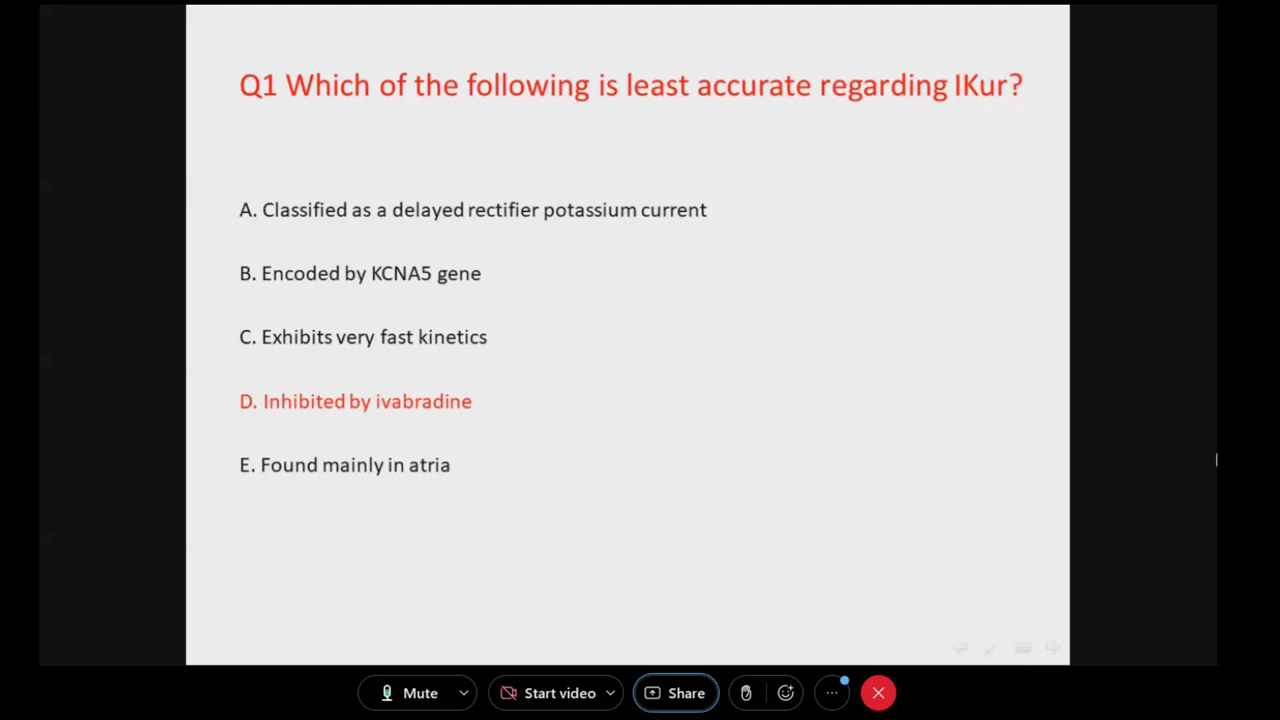 Q1 Which of the following is least accurate regarding IKur?
A. Classified as a delayed rectifier potassium current
B. Encoded by KCNA5 gene
C. Exhibits very fast kinetics
D. Inhibited by ivabradine
E. Found mainly in atria
Mute
Start video
Share